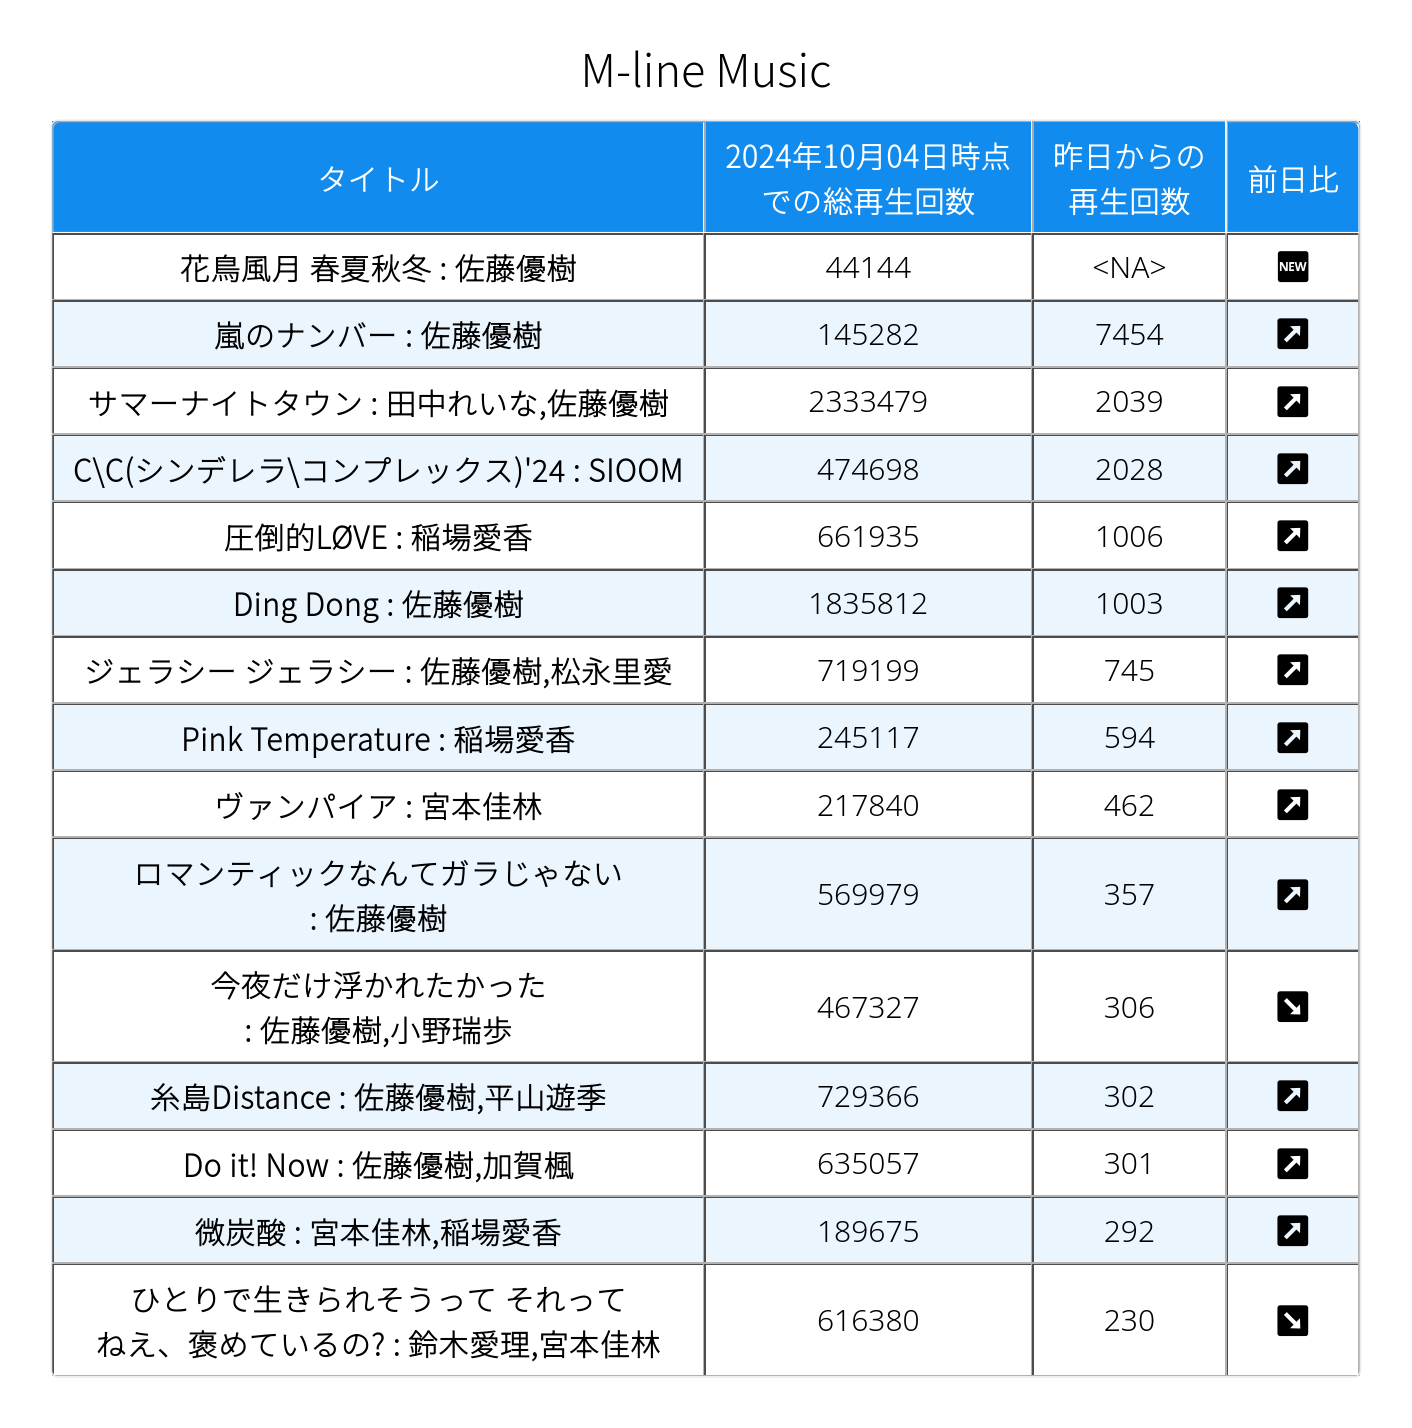 M-line Music
タイトル
2024年10月04日時点
での総再生回数
昨日からの
再生回数
前日比
花鳥風月 春夏秋冬 : 佐藤優樹
44144
<NA>
NEW
嵐のナンバー : 佐藤優樹
145282
7454
サマーナイトタウン : 田中れいな,佐藤優樹
2333479
2039
C\C(シンデレラ\コンプレックス)'24 : SIOOM
474698
2028
圧倒的LØVE : 稲場愛香
661935
1006
Ding Dong : 佐藤優樹
1835812
1003
ジェラシー ジェラシー : 佐藤優樹,松永里愛
719199
745
Pink Temperature : 稲場愛香
245117
594
ヴァンパイア : 宮本佳林
217840
462
ロマンティックなんてガラじゃない
: 佐藤優樹
569979
357
今夜だけ浮かれたかった
: 佐藤優樹,小野瑞歩
467327
306
糸島Distance : 佐藤優樹,平山遊季
729366
302
Do it! Now : 佐藤優樹,加賀楓
635057
301
微炭酸 : 宮本佳林,稲場愛香
189675
292
ひとりで生きられそうって それって
ねえ、褒めているの? : 鈴木愛理,宮本佳林
616380
230